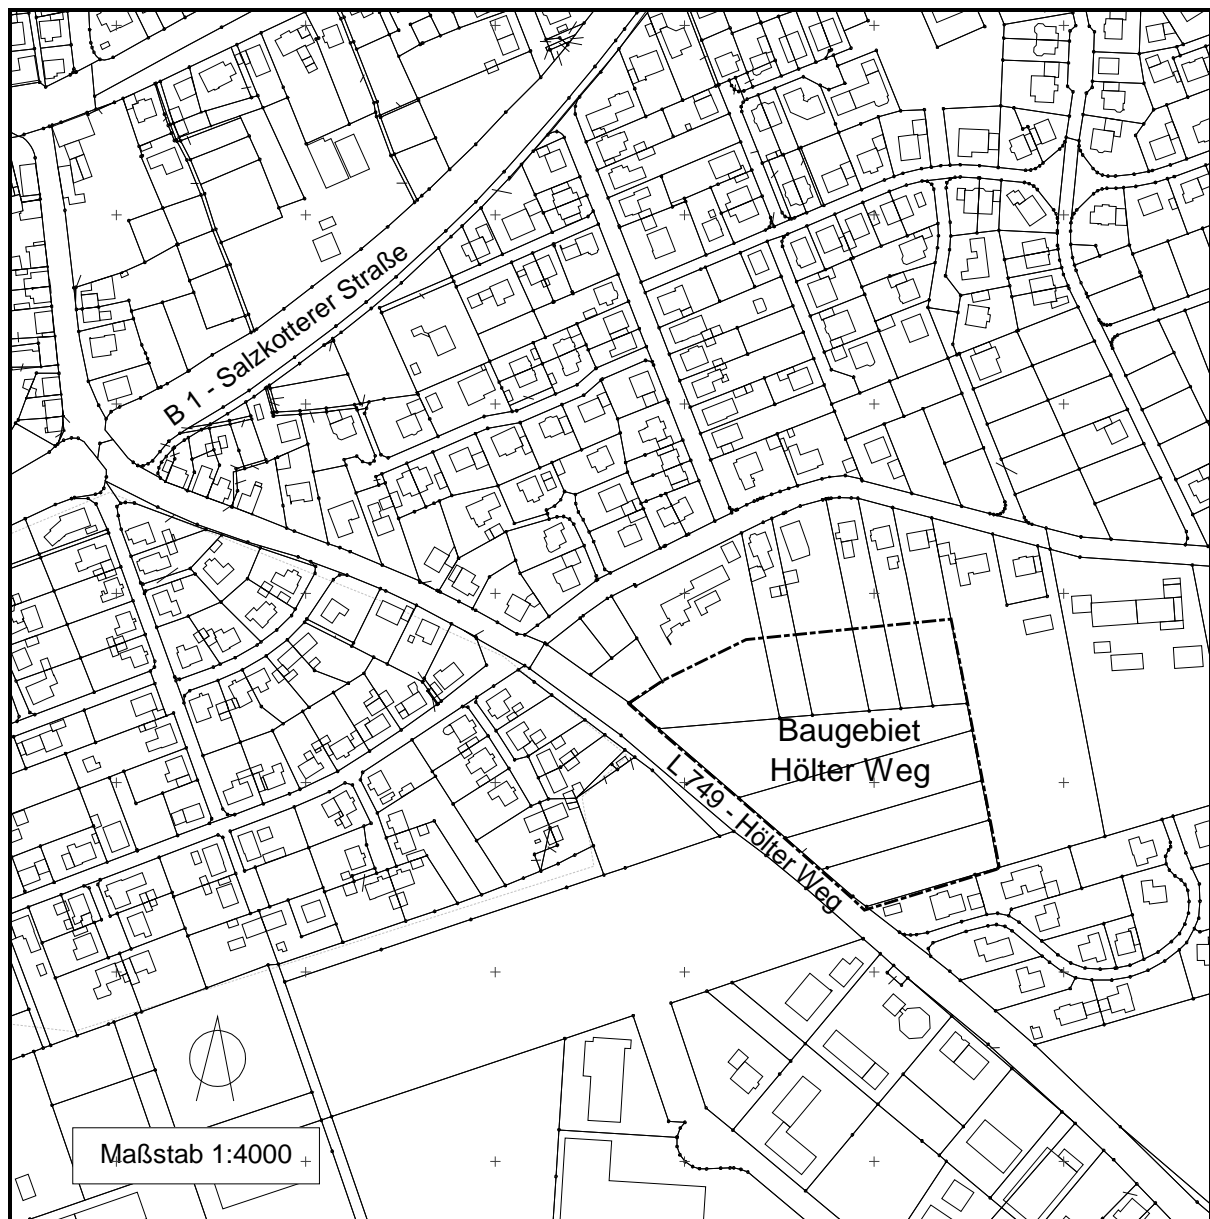 B 1 - Salzkotterer Straße
Baugebiet
Hölter Weg
L 749 - Hölter Weg
Maßstab 1:4000